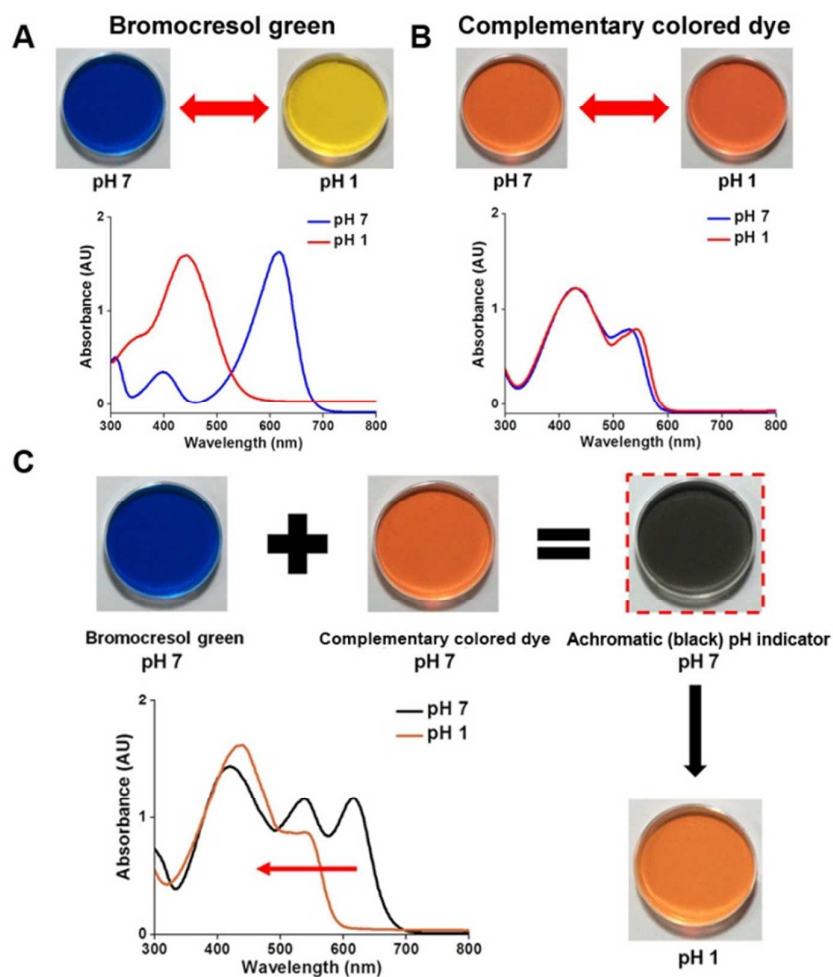 A
Bromocresol green
B
Complementary colored dye
pH 7
pH 1
pH 7
pH 1
2
1
0
Absorbance (AU)
300 400 500 600 700 800
Wavelength (nm)
pH 7
pH 1
2
1
0
Absorbance (AU)
300 400 500 600 700 800
Wavelength (nm)
pH 7
pH 1
C
Bromocresol green
pH 7
Complementary colored dye
pH 7
Achromatic (black) pH indicator
pH 7
2
1
0
Absorbance (AU)
300 400 500 600 700 800
Wavelength (nm)
pH 7
pH 1
pH 1